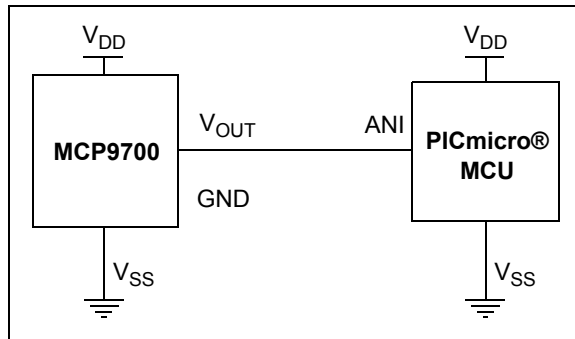 VDD
VDD
MCP9700
VOUT
ANI
PICmicro®
MCU
GND
VSS
VSS